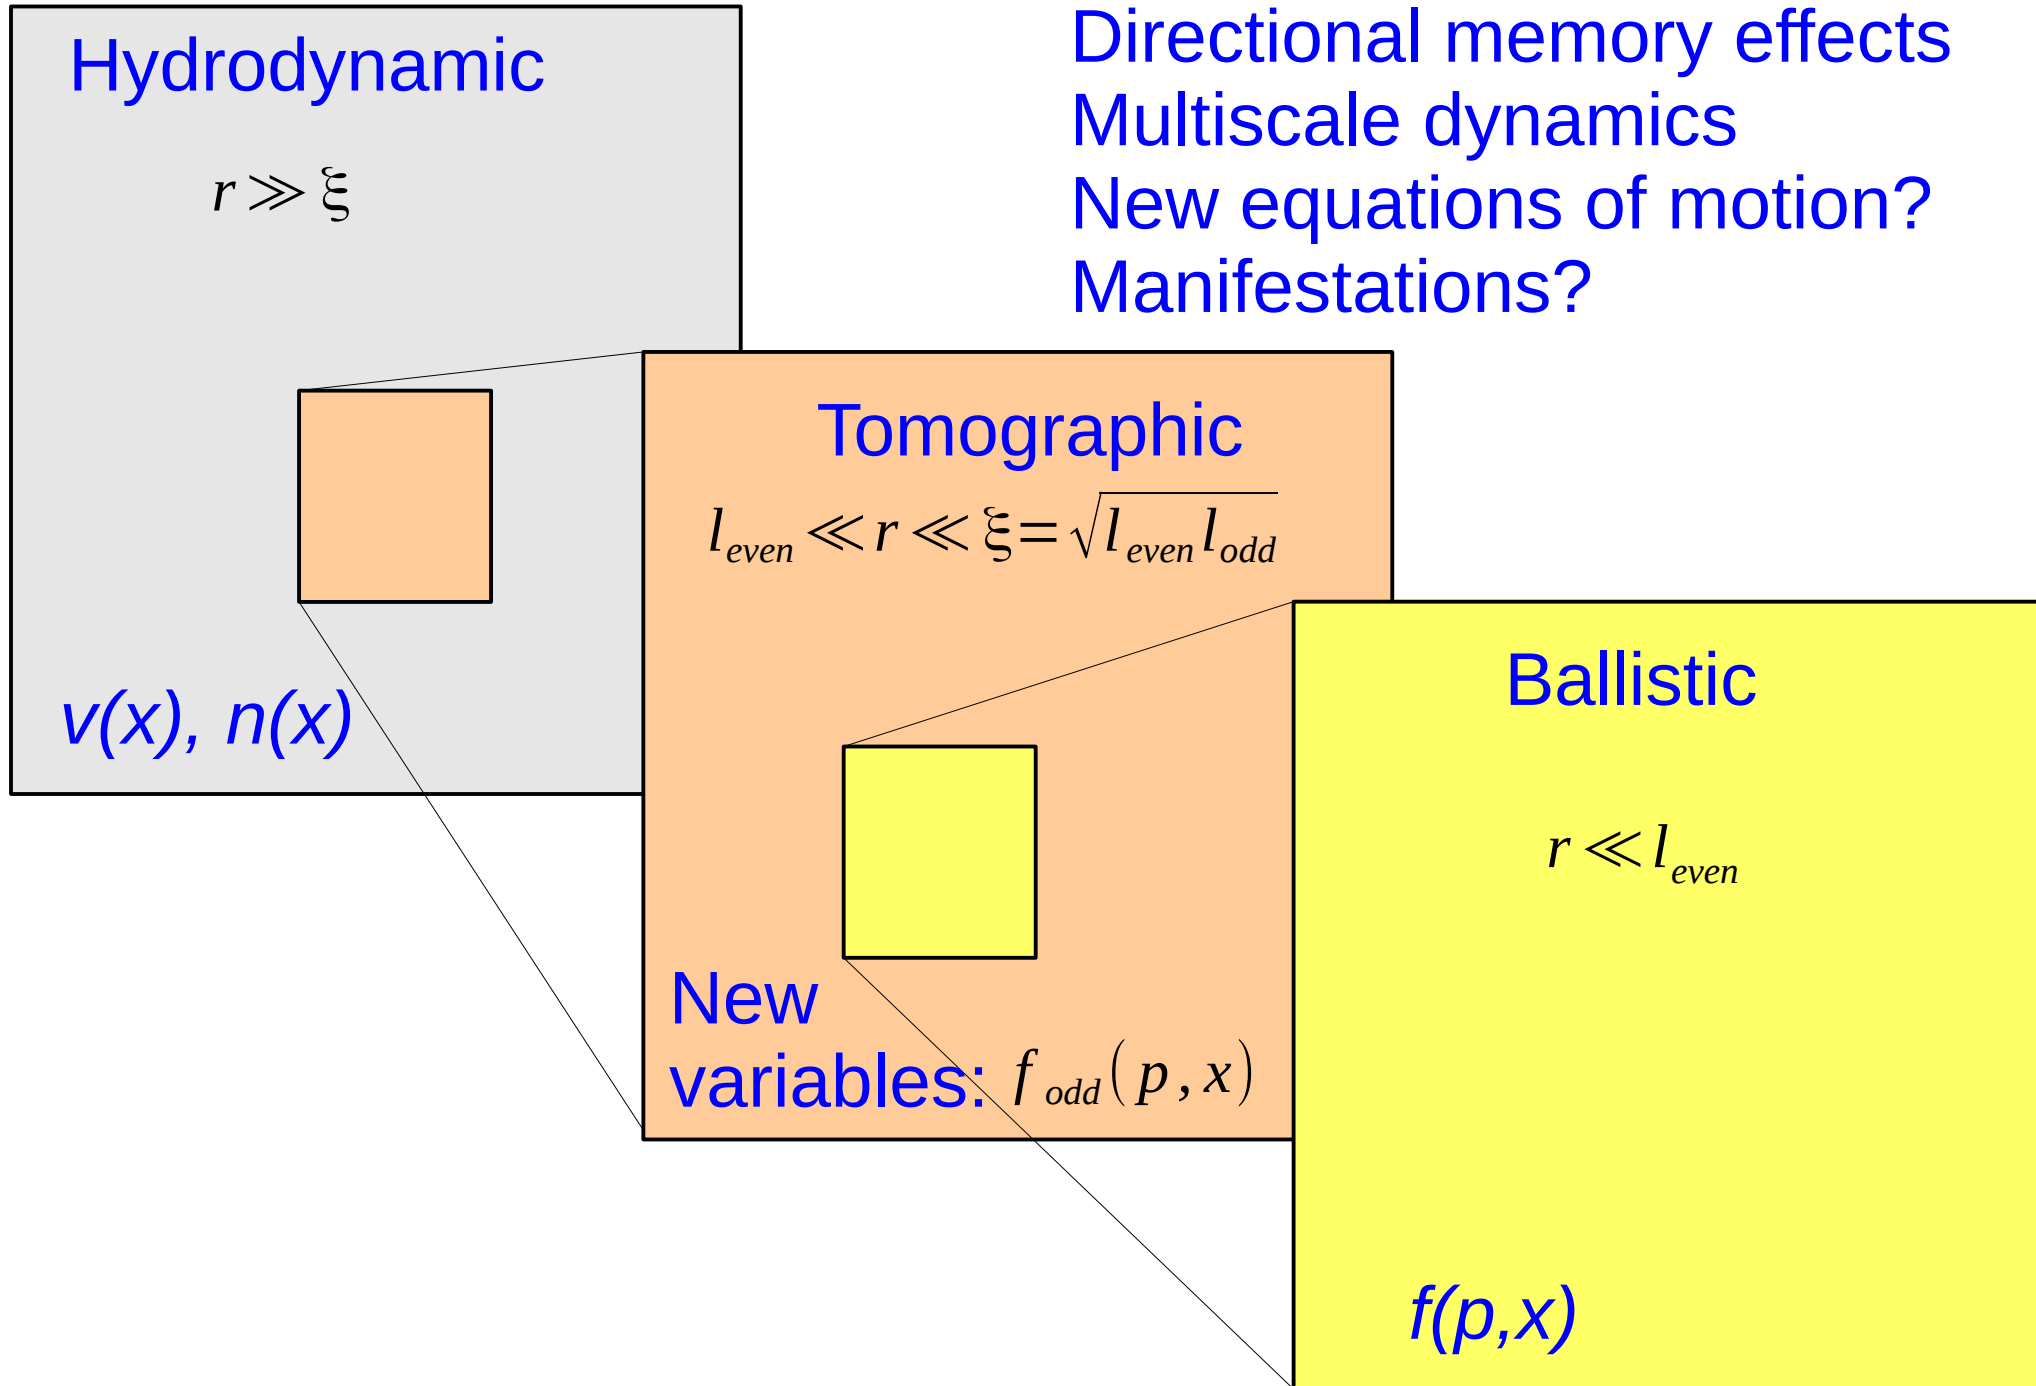 Hydrodynamic
r ≫ ξ
v(x), n(x)
Directional memory effects
Multiscale dynamics
New equations of motion?
Manifestations?
Tomographic
l_even ≪ r ≪ ξ = √(l_even l_odd)
New
variables: f_odd(p, x)
Ballistic
r ≪ l_even
f(p,x)